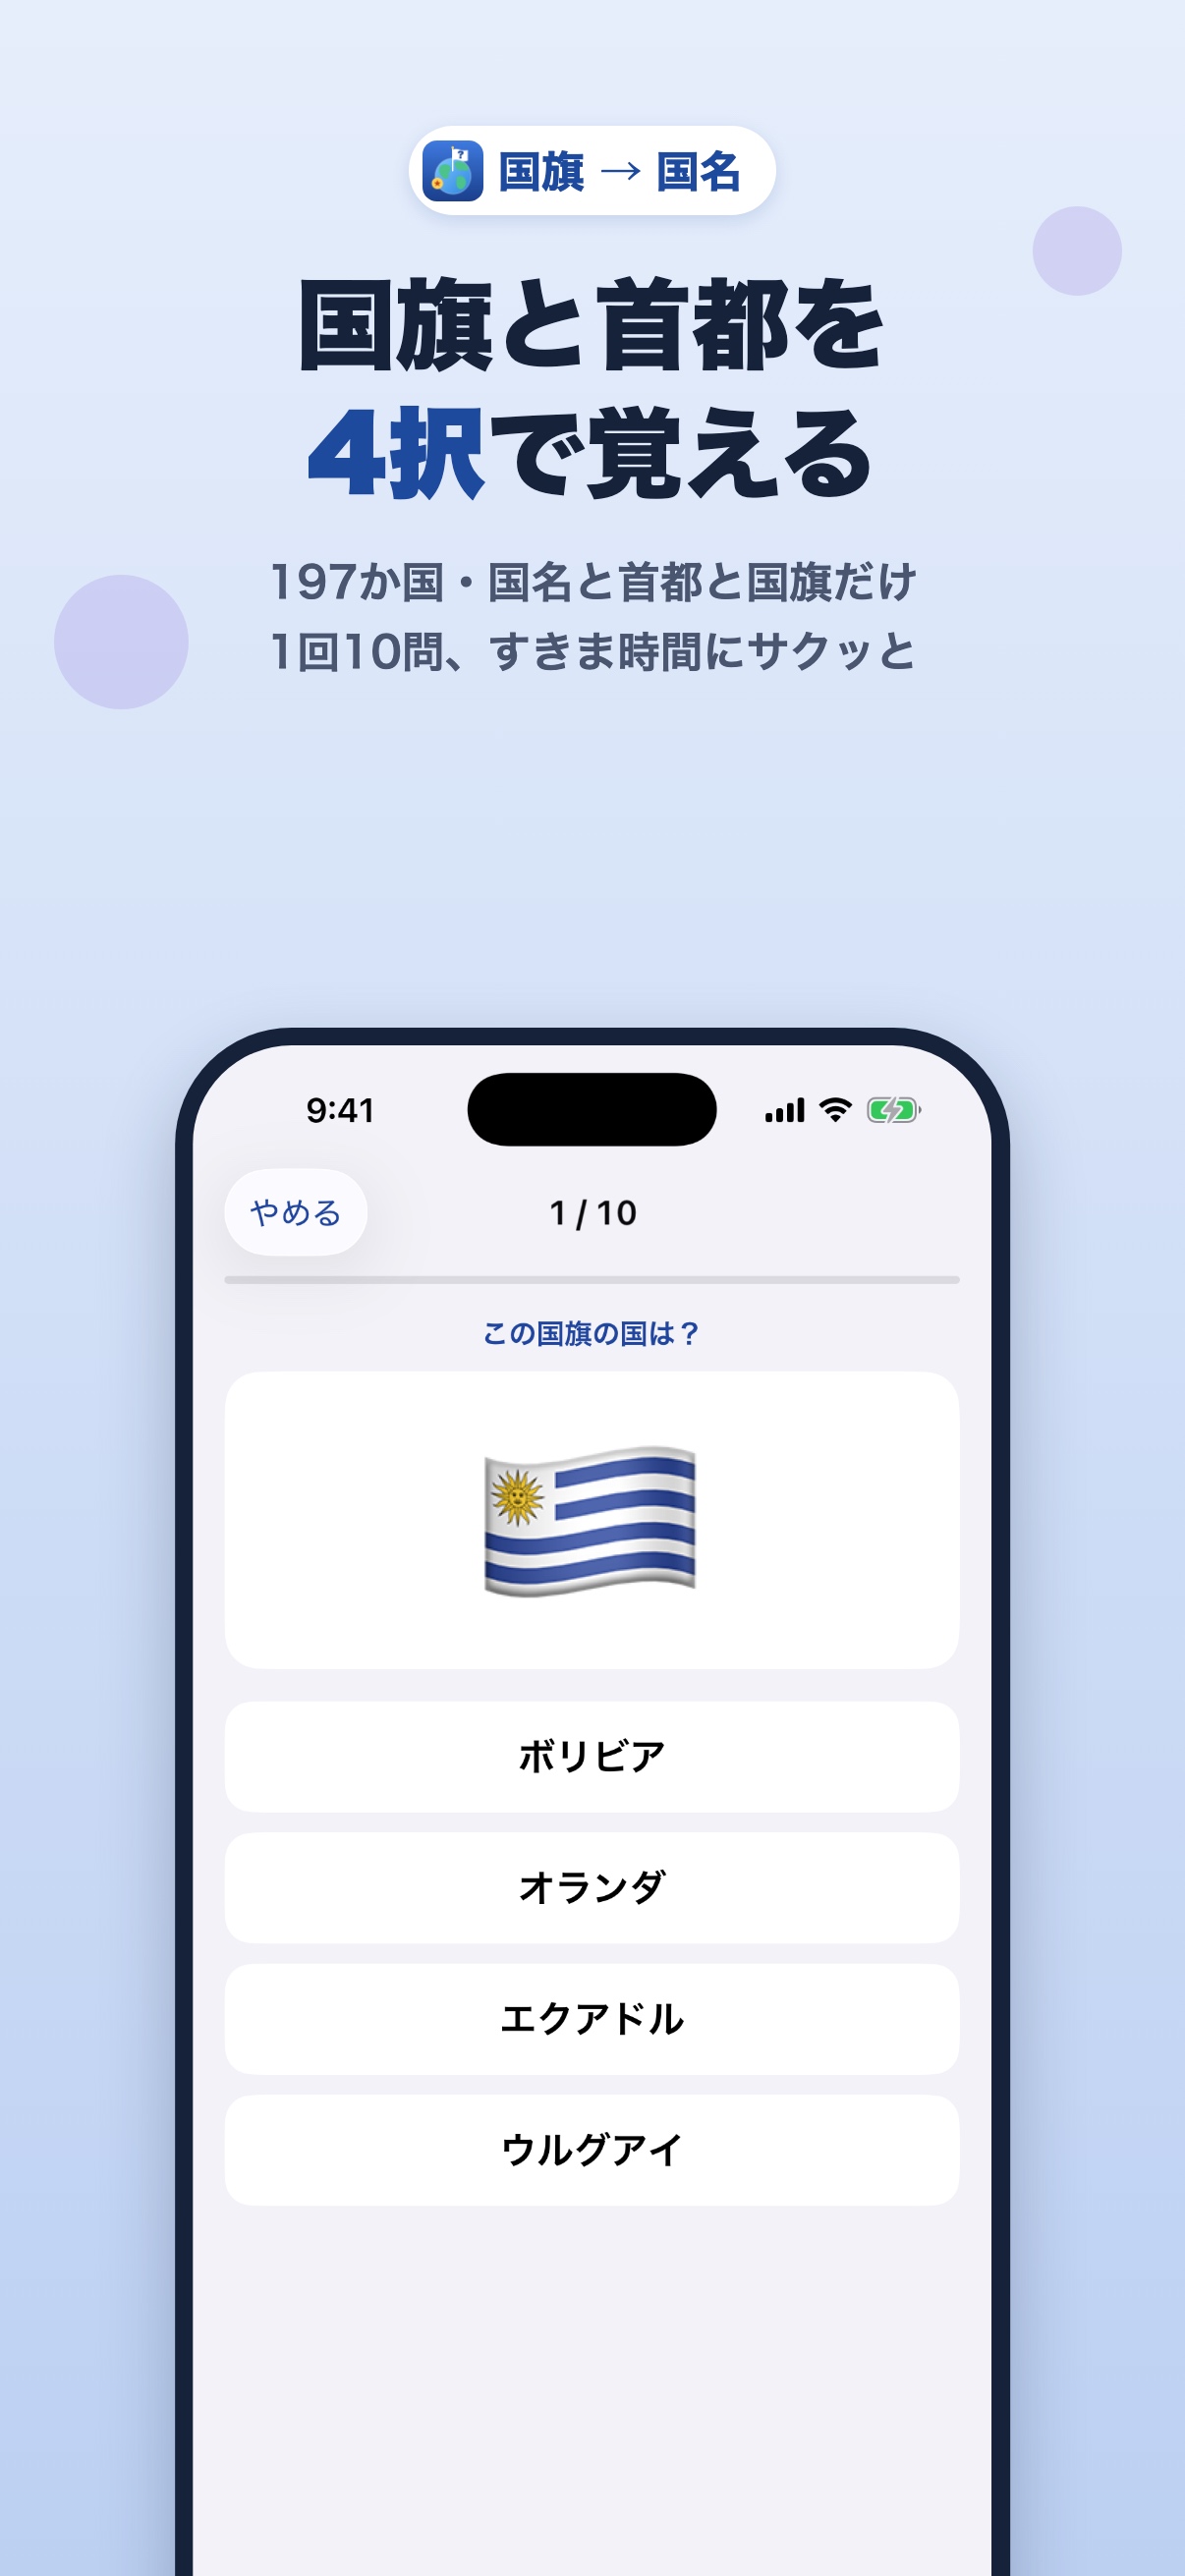 国旗 → 国名
国旗と首都を
4択で覚える
197か国・国名と首都と国旗だけ
1回10問、すきま時間にサクッと
9:41
やめる
1 / 10
この国旗の国は？
ボリビア
オランダ
エクアドル
ウルグアイ